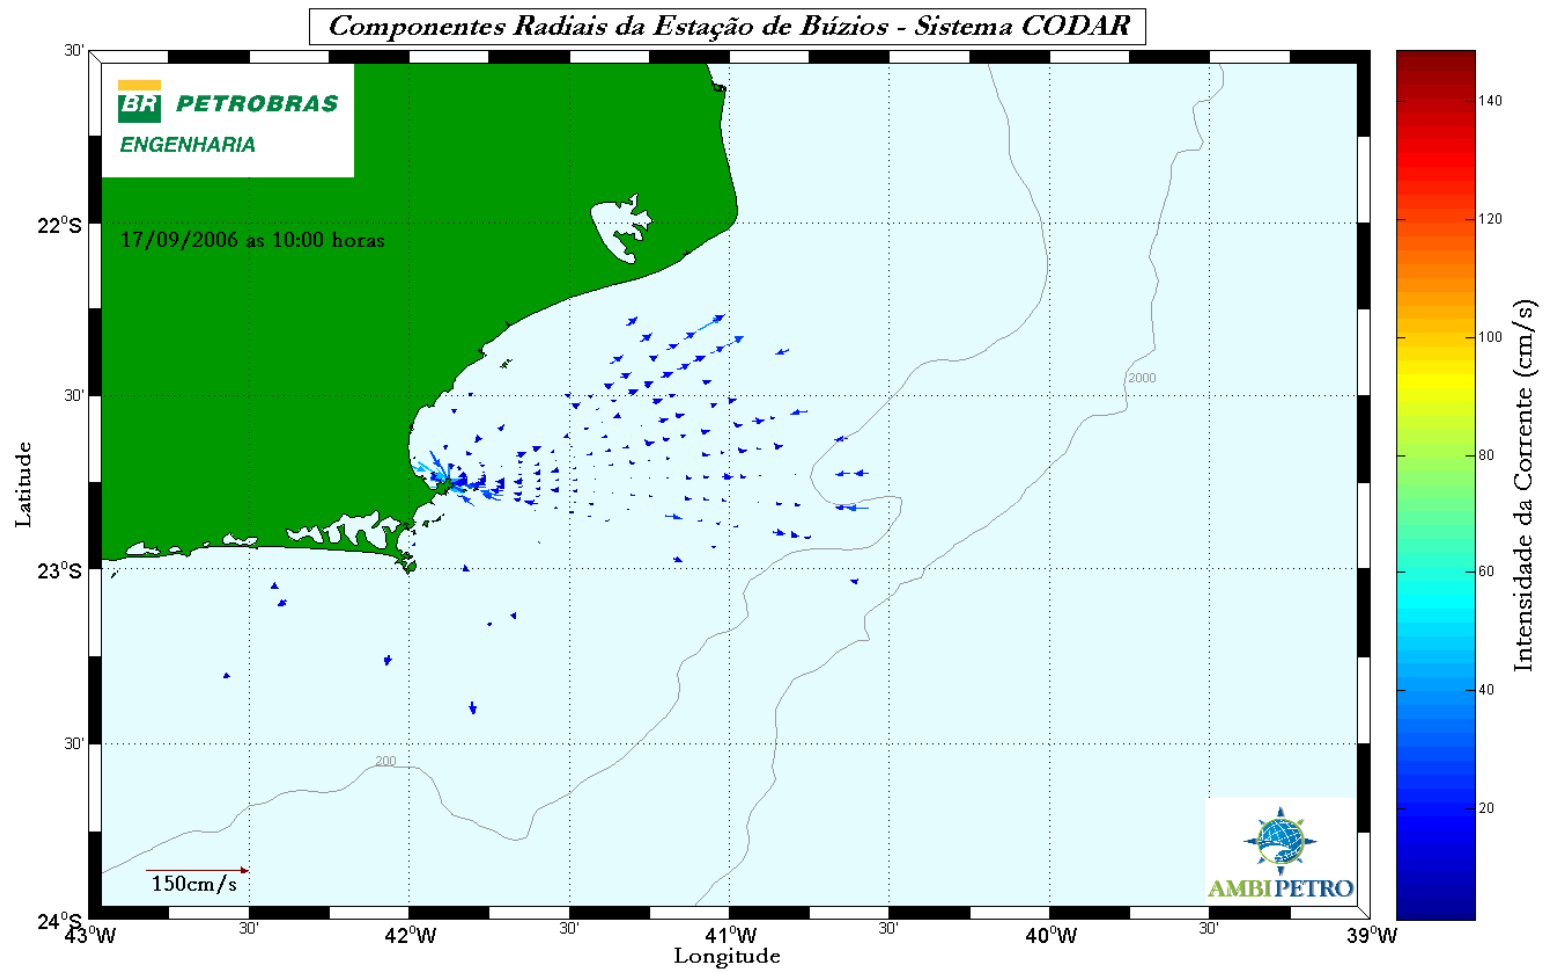 Componentes Radiais da Estação de Búzios - Sistema CODAR
BR PETROBRAS
ENGENHARIA
17/09/2006 as 10:00 horas
30'
22°S
30'
23°S
30'
24°S
Latitude
43°W
30'
42°W
30'
41°W
30'
40°W
30'
39°W
Longitude
2000
200
150cm/s
AMBIPETRO
140
120
100
80
60
40
20
Intensidade da Corrente (cm/s)